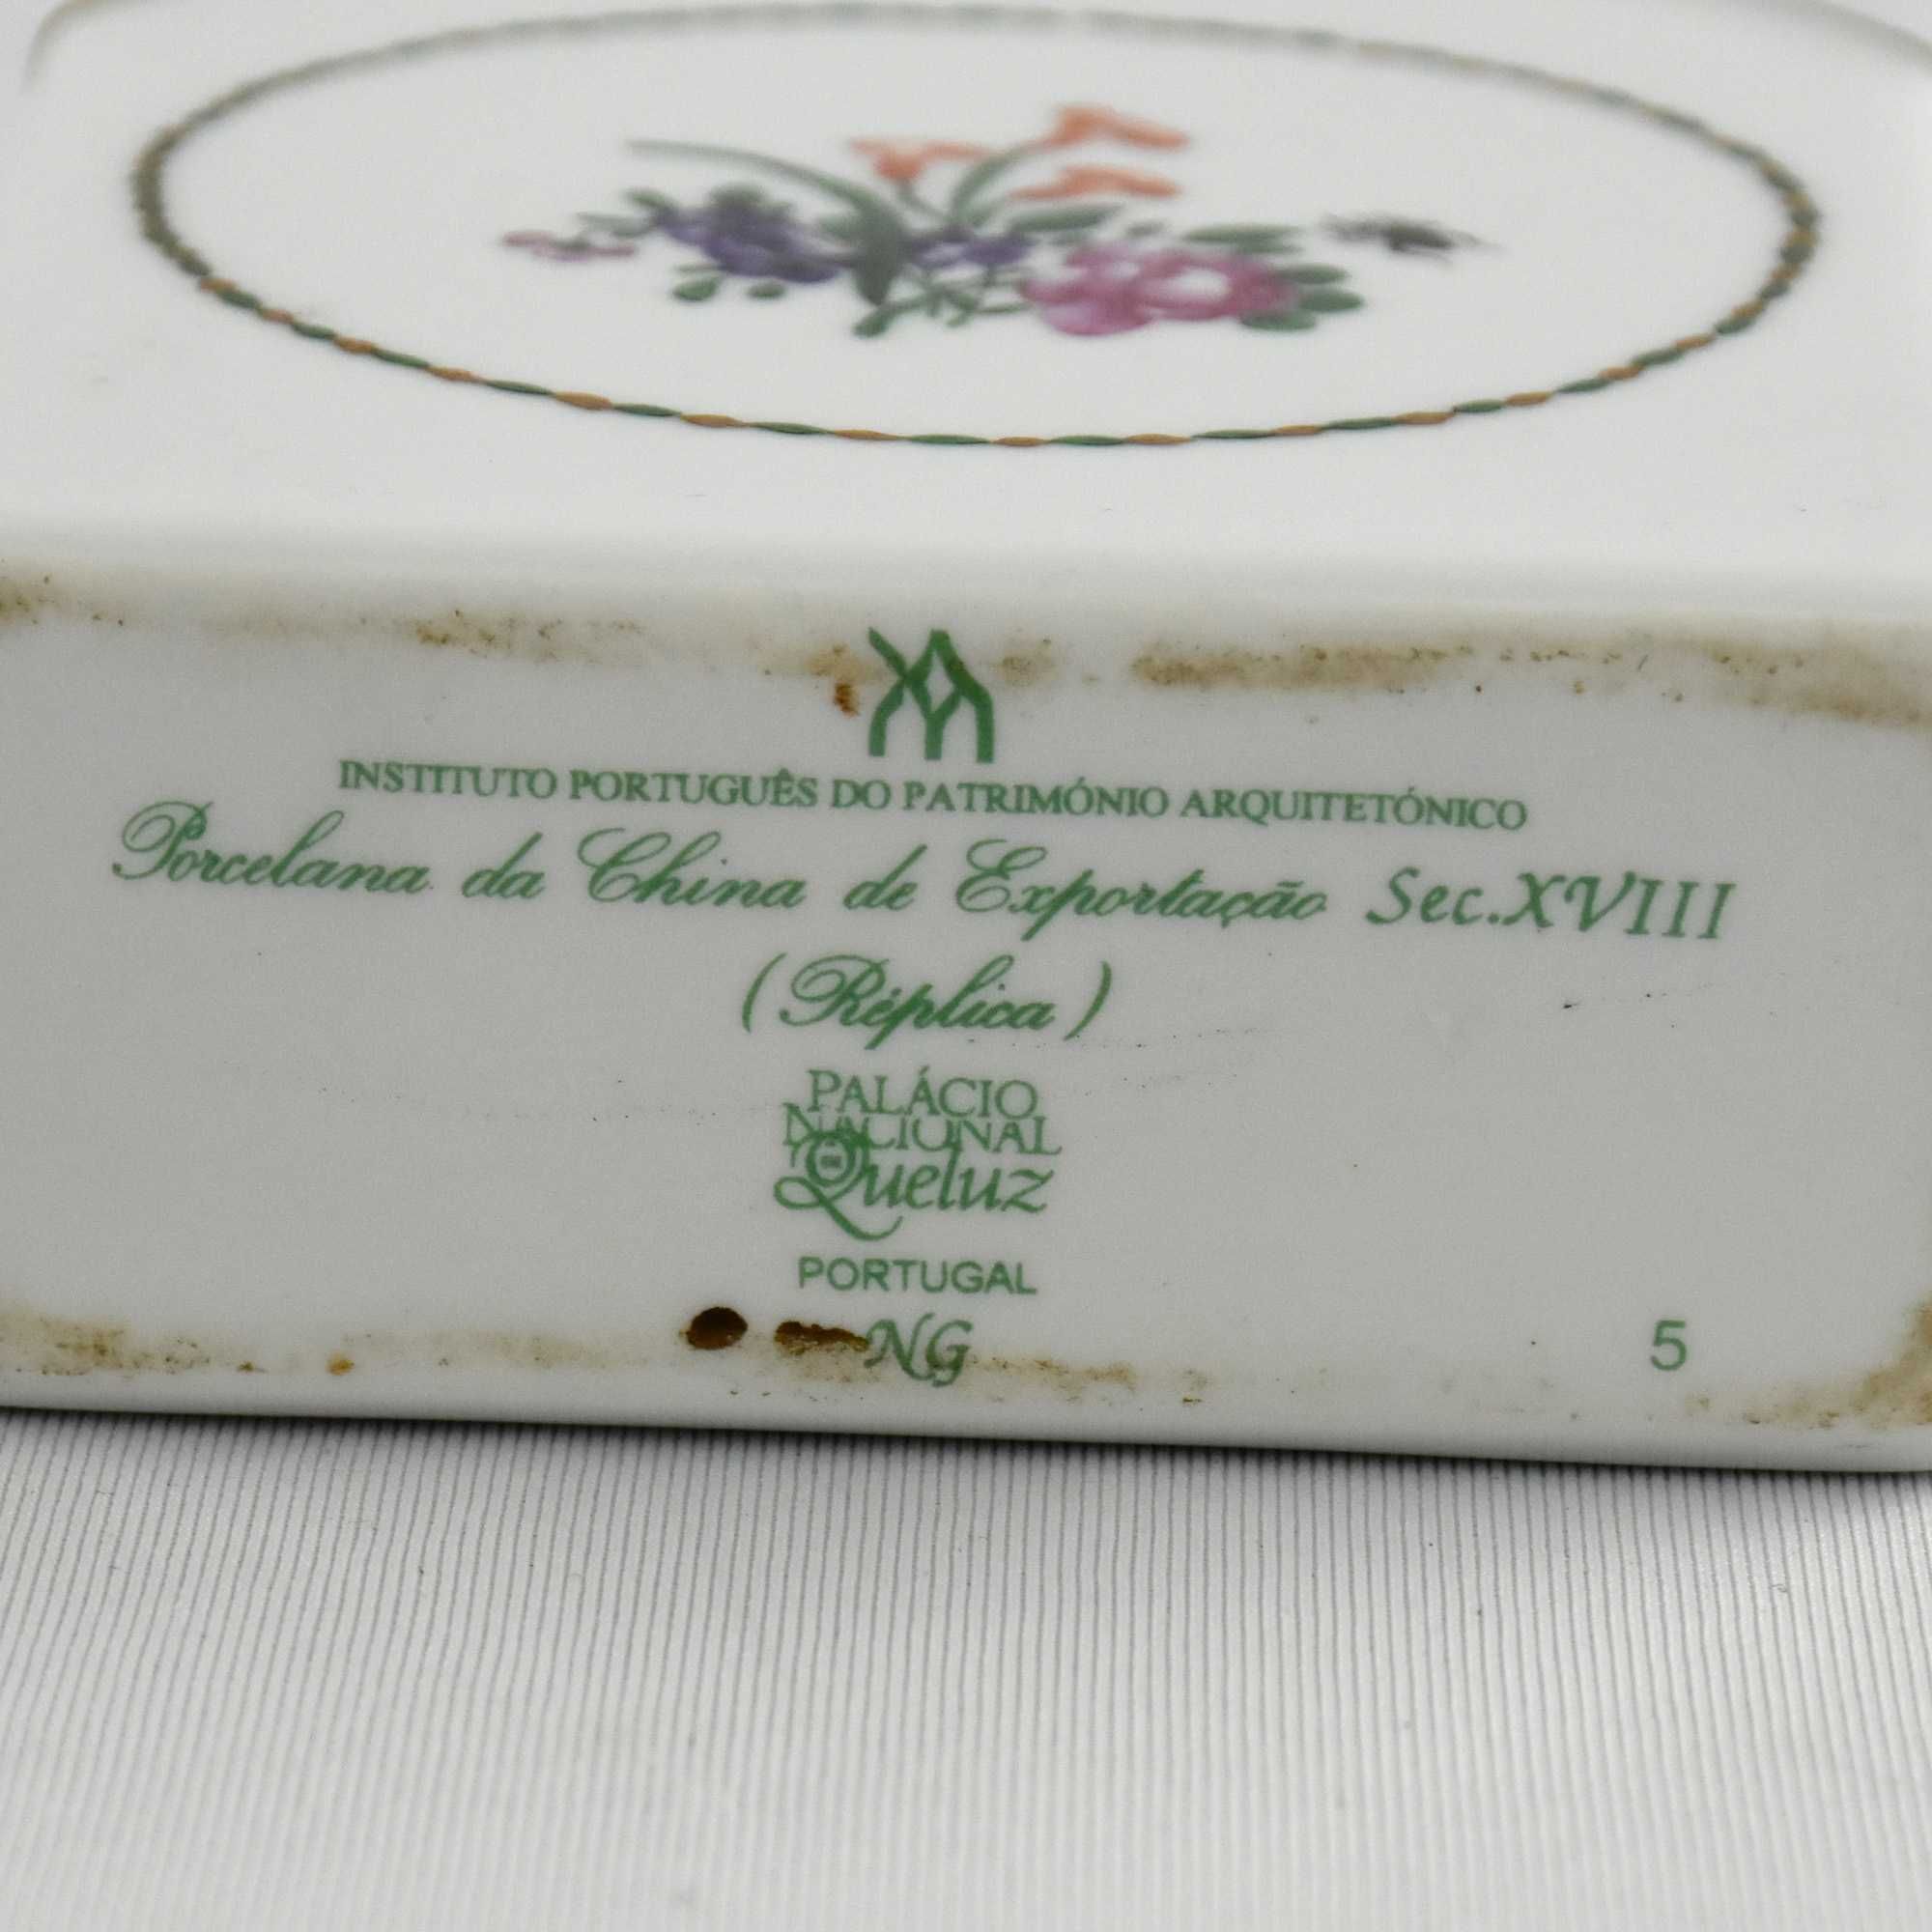 INSTITUTO PORTUGUÊS DO PATRIMÓNIO ARQUITETÓNICO
Porcelana da China de Exportação Sec.XVIII
(Réplica)
PALÁCIO
NACIONAL
DE
Queluz
PORTUGAL
NG
5